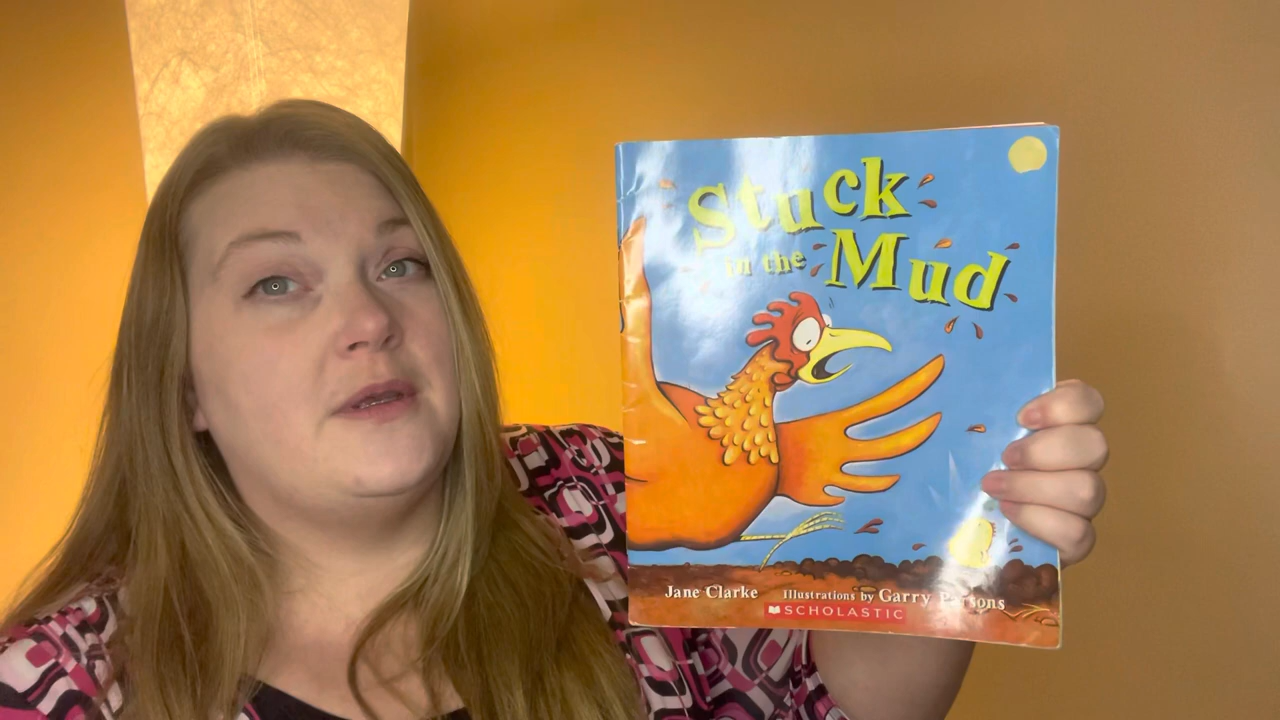 Stuck
in the Mud
Jane Clarke Illustrations by Garry Parsons
SCHOLASTIC